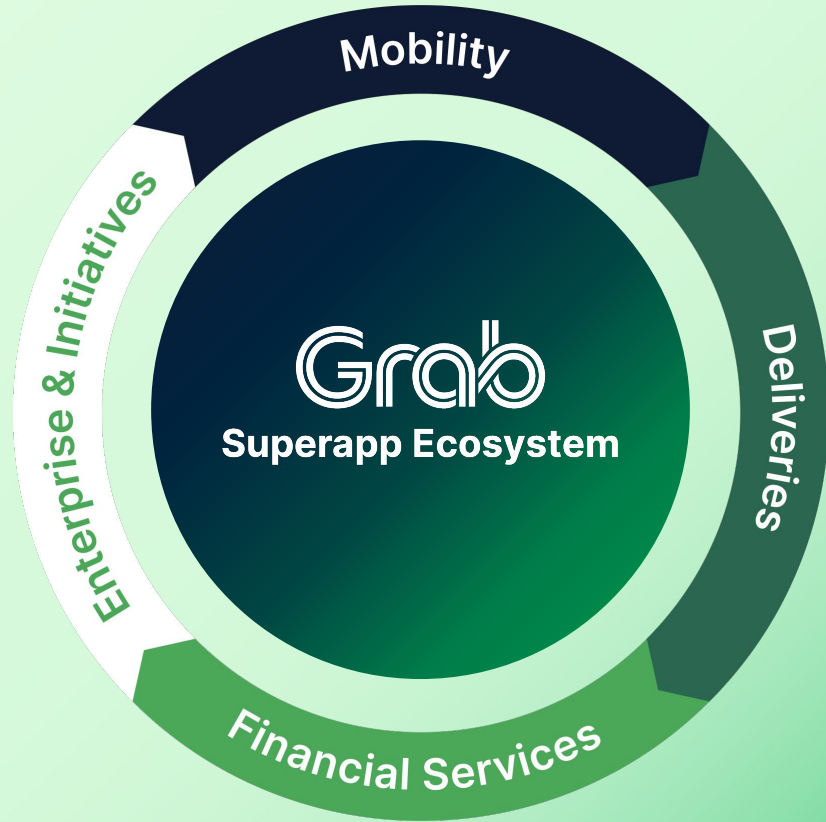 Mobility
Deliveries
Financial Services
Enterprise & Initiatives
Grab
Superapp Ecosystem